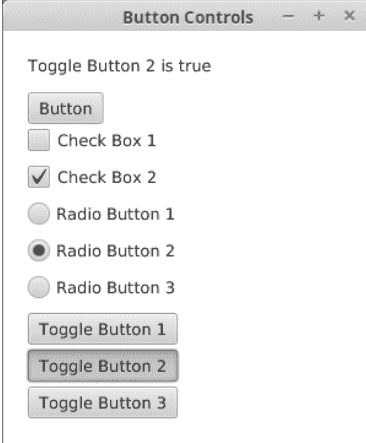 Button Controls
Toggle Button 2 is true
Button
Check Box 1
Check Box 2
Radio Button 1
Radio Button 2
Radio Button 3
Toggle Button 1
Toggle Button 2
Toggle Button 3